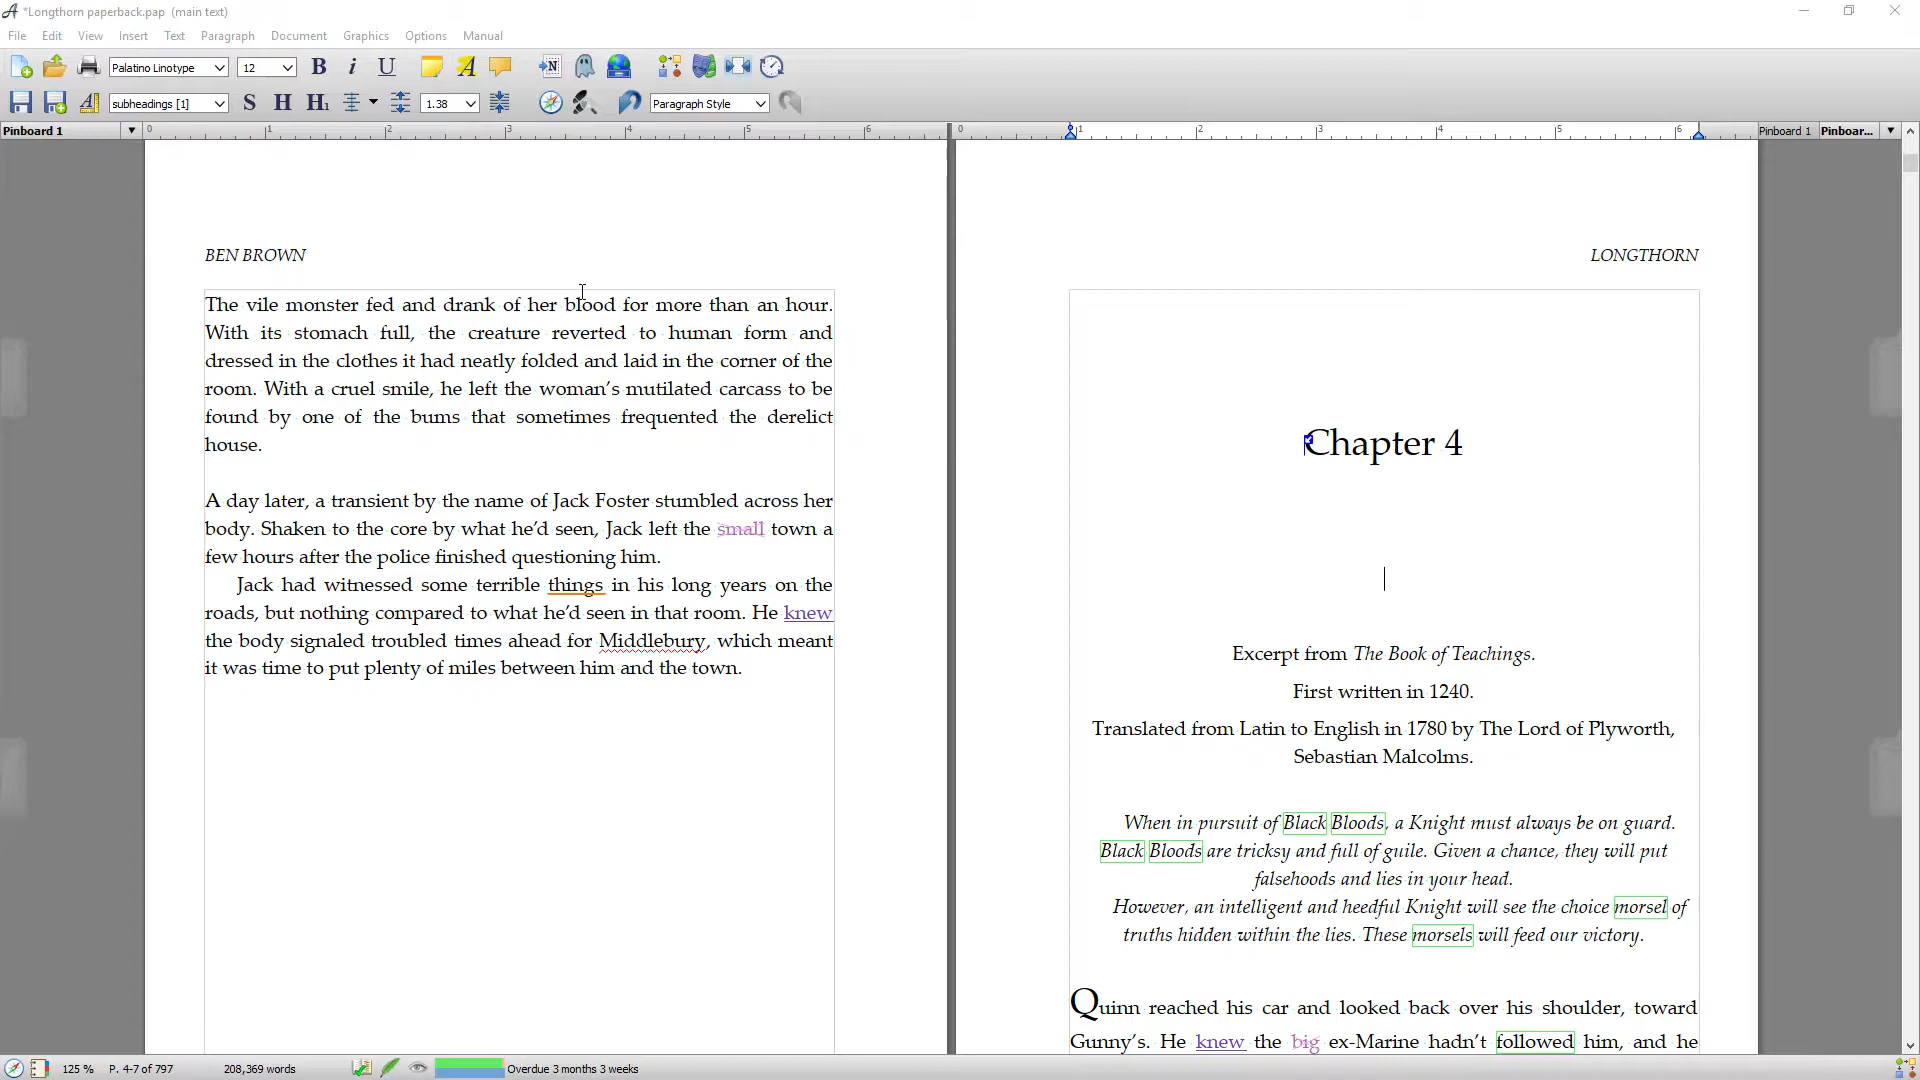 *Longthorn paperback.pap (main text)
File Edit View Insert Text Paragraph Document Graphics Options Manual
Palatino Linotype 12 B i U A N
subheadings [1] S H H1 1.38 Paragraph Style
Pinboard 1 0 1 2 3 4 5 6 0 1 2 3 4 5 6 Pinboard 1 Pinboar...
BEN BROWN
The vile monster fed and drank of her blood for more than an hour.
With its stomach full, the creature reverted to human form and
dressed in the clothes it had neatly folded and laid in the corner of the
room. With a cruel smile, he left the woman’s mutilated carcass to be
found by one of the bums that sometimes frequented the derelict
house.
A day later, a transient by the name of Jack Foster stumbled across her
body. Shaken to the core by what he’d seen, Jack left the small town a
few hours after the police finished questioning him.
Jack had witnessed some terrible things in his long years on the
roads, but nothing compared to what he’d seen in that room. He knew
the body signaled troubled times ahead for Middlebury, which meant
it was time to put plenty of miles between him and the town.
LONGTHORN
Chapter 4
Excerpt from The Book of Teachings.
First written in 1240.
Translated from Latin to English in 1780 by The Lord of Plyworth,
Sebastian Malcolms.
When in pursuit of Black Bloods, a Knight must always be on guard.
Black Bloods are tricksy and full of guile. Given a chance, they will put
falsehoods and lies in your head.
However, an intelligent and heedful Knight will see the choice morsel of
truths hidden within the lies. These morsels will feed our victory.
Quinn reached his car and looked back over his shoulder, toward
Gunny’s. He knew the big ex-Marine hadn’t followed him, and he
125 % P. 4-7 of 797 208,369 words Overdue 3 months 3 weeks